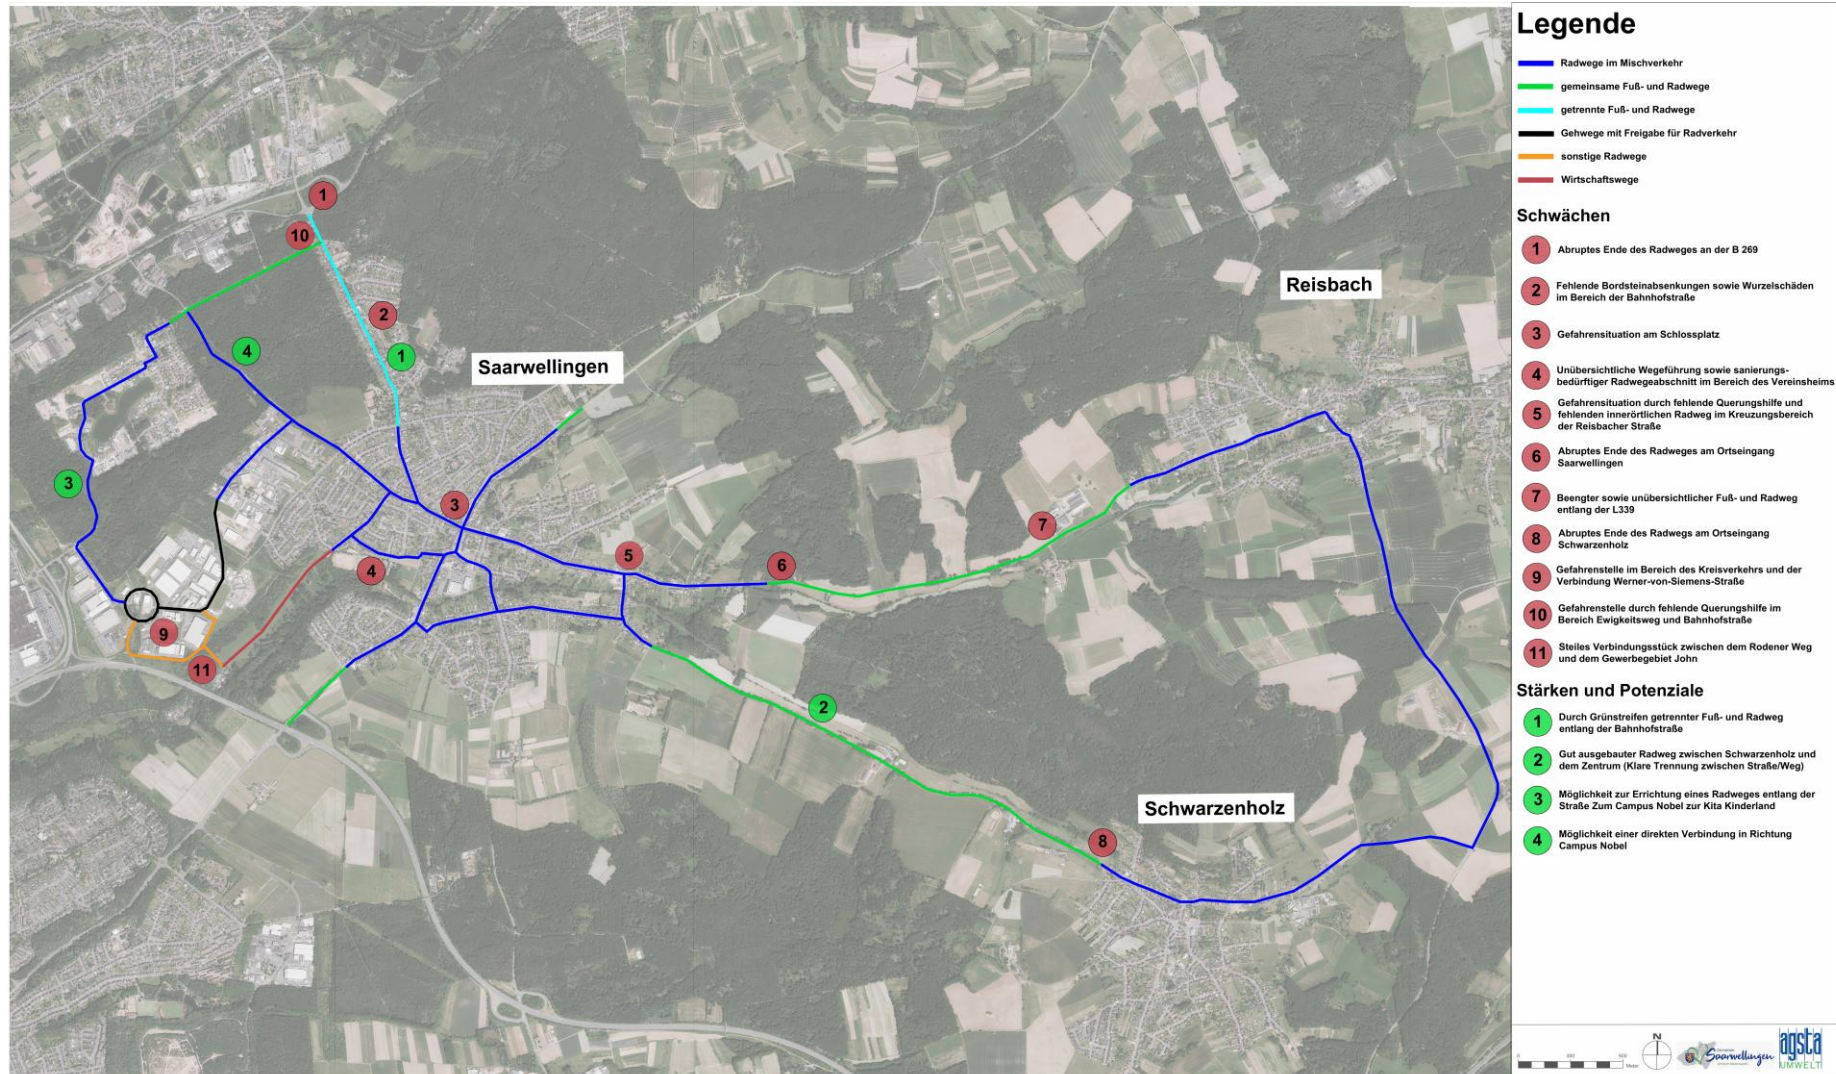 Legende
Radwege im Mischverkehr
gemeinsame Fuß- und Radwege
getrennte Fuß- und Radwege
Gehwege mit Freigabe für Radverkehr
sonstige Radwege
Wirtschaftswege
Schwächen
1 Abruptes Ende des Radweges an der B 269
2 Fehlende Bordsteinabsenkungen sowie Wurzelschäden
im Bereich der Bahnhofstraße
3 Gefahrensituation am Schlossplatz
4 Unübersichtliche Wegeführung sowie sanierungs-
bedürftiger Radwegeabschnitt im Bereich des Vereinsheims
5 Gefahrensituation durch fehlende Querungshilfe und
fehlenden innerörtlichen Radweg im Kreuzungsbereich
der Reisbacher Straße
6 Abruptes Ende des Radweges am Ortseingang
Saarwellingen
7 Beengter sowie unübersichtlicher Fuß- und Radweg
entlang der L339
8 Abruptes Ende des Radwegs am Ortseingang
Schwarzenholz
9 Gefahrenstelle im Bereich des Kreisverkehrs und der
Verbindung Werner-von-Siemens-Straße
10 Gefahrenstelle durch fehlende Querungshilfe im
Bereich Ewigkeitsweg und Bahnhofstraße
11 Steiles Verbindungsstück zwischen dem Rodener Weg
und dem Gewerbegebiet John
Stärken und Potenziale
1 Durch Grünstreifen getrennter Fuß- und Radweg
entlang der Bahnhofstraße
2 Gut ausgebauter Radweg zwischen Schwarzenholz und
dem Zentrum (Klare Trennung zwischen Straße/Weg)
3 Möglichkeit zur Errichtung eines Radweges entlang der
Straße Zum Campus Nobel zur Kita Kinderland
4 Möglichkeit einer direkten Verbindung in Richtung
Campus Nobel
1
10
2
1
4
Saarwellingen
Reisbach
3
3
4
5
6
7
9
11
2
Schwarzenholz
8
0 300 600
Meter
N
Saarwellingen
agsta
UMWELT